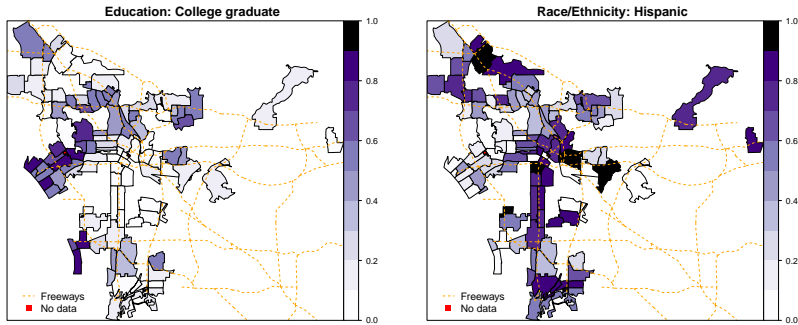 Education: College graduate
1.0
0.8
0.6
0.4
0.2
0.0
Freeways
No data
Race/Ethnicity: Hispanic
1.0
0.8
0.6
0.4
0.2
0.0
Freeways
No data